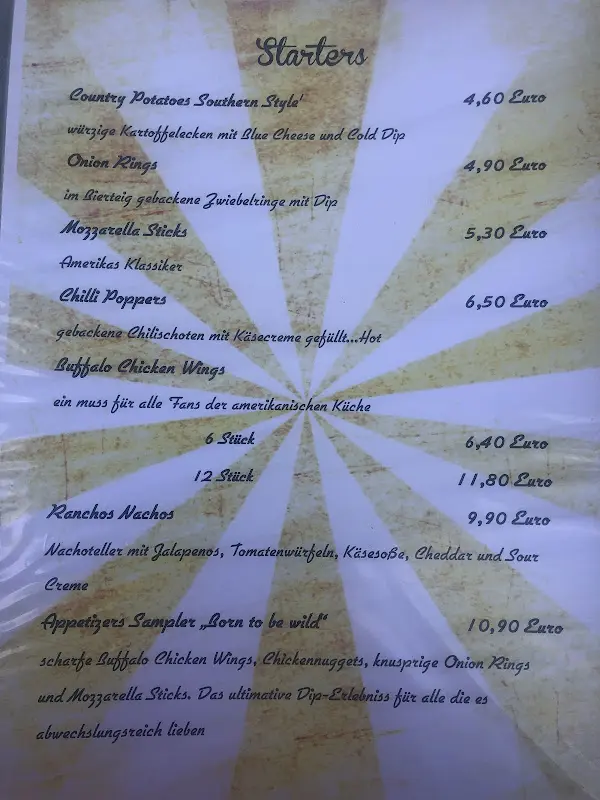 Starters
Country Potatoes Southern Style' 4,60 Euro
würzige Kartoffelecken mit Blue Cheese und Cold Dip
Onion Rings 4,90 Euro
im Bierteig gebackene Zwiebelringe mit Dip
Mozzarella Sticks 5,30 Euro
Amerikas Klassiker
Chilli Poppers 6,50 Euro
gebackene Chilischoten mit Käsecreme gefüllt...Hot
Buffalo Chicken Wings
ein muss für alle Fans der amerikanischen Küche
6 Stück 6,40 Euro
12 Stück 11,80 Euro
Ranchos Nachos 9,90 Euro
Nachoteller mit Jalapenos, Tomatenwürfeln, Käsesoße, Cheddar und Sour
Creme
Appetizers Sampler „Born to be wild“ 10,90 Euro
scharfe Buffalo Chicken Wings, Chickennuggets, knusprige Onion Rings
und Mozzarella Sticks. Das ultimative Dip-Erlebniss für alle die es
abwechslungsreich lieben